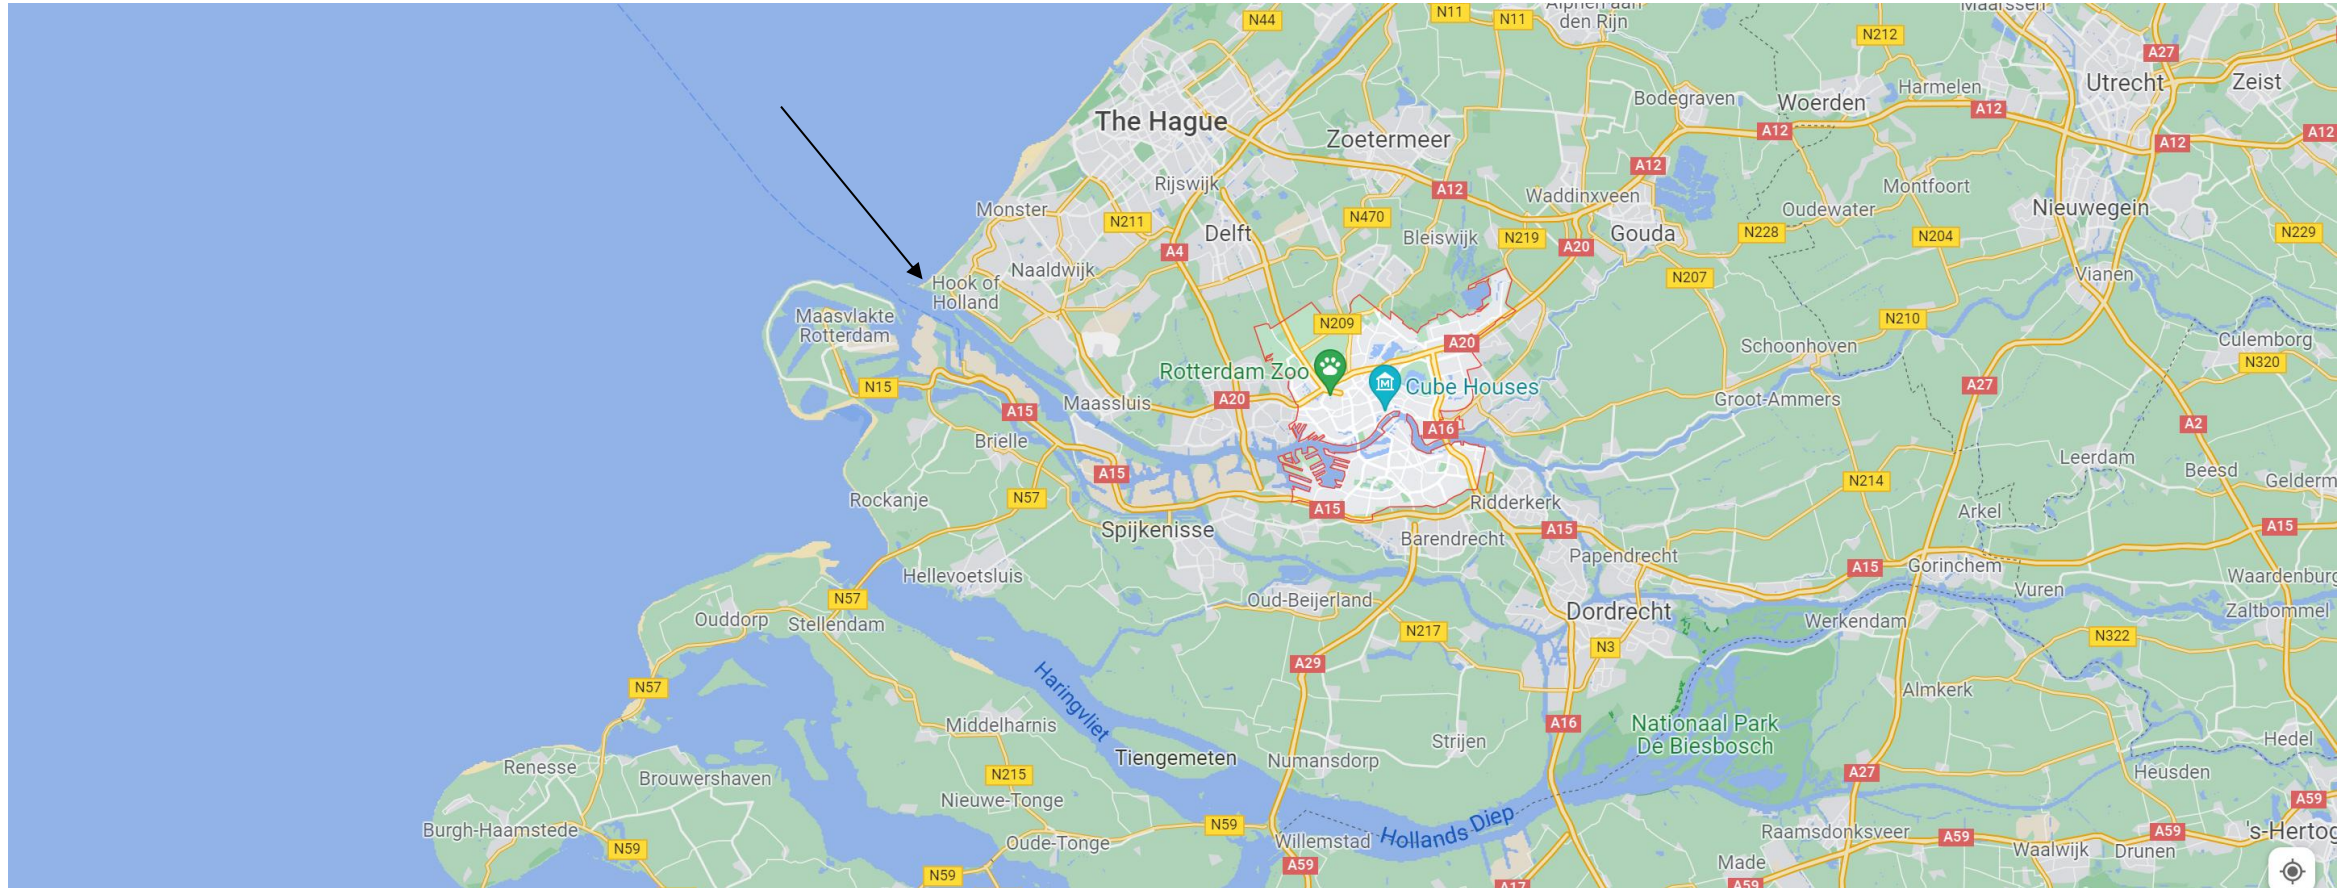 N44
N11
N11
Alphen aan
den Rijn
Maarssen
N212
A27
Utrecht
Zeist
Harmelen
Bodegraven
Woerden
A12
A12
A12
A12
The Hague
Zoetermeer
A12
A12
Rijswijk
Waddinxveen
Montfoort
Monster
N211
N470
Oudewater
Nieuwegein
Delft
Bleiswijk
N219
Gouda
N228
N204
N229
A4
A20
Hook of
Holland
Naaldwijk
N207
Vianen
Maasvlakte
Rotterdam
N209
N210
Culemborg
A20
Schoonhoven
N320
Rotterdam Zoo
Cube Houses
N15
A27
A15
Maassluis
A20
Groot-Ammers
A16
A2
Brielle
Leerdam
Beesd
A15
N214
Gelderm
Rockanje
N57
Ridderkerk
A15
Arkel
Spijkenisse
Barendrecht
A15
A15
Papendrecht
Hellevoetsluis
A15
Gorinchem
Waardenburg
N57
Oud-Beijerland
Vuren
Ouddorp
Stellendam
Dordrecht
Werkendam
Zaltbommel
N217
N3
N322
A29
N57
Haringvliet
Almkerk
Middelharnis
A16
Nationaal Park
De Biesbosch
Strijen
Hedel
Tiengemeten
Numansdorp
Renesse
Brouwershaven
N215
A27
Heusden
Nieuwe-Tonge
A59
Burgh-Haamstede
N59
Hollands Diep
Raamsdonksveer
A59
A59
's-Hertog
N59
Oude-Tonge
Willemstad
Waalwijk
Drunen
A59
Made
N59
A17
A59